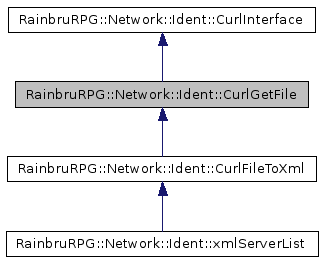 RainbruRPG::Network::Ident::CurlInterface
RainbruRPG::Network::Ident::CurlGetFile
RainbruRPG::Network::Ident::CurlFileToXml
RainbruRPG::Network::Ident::xmlServerList